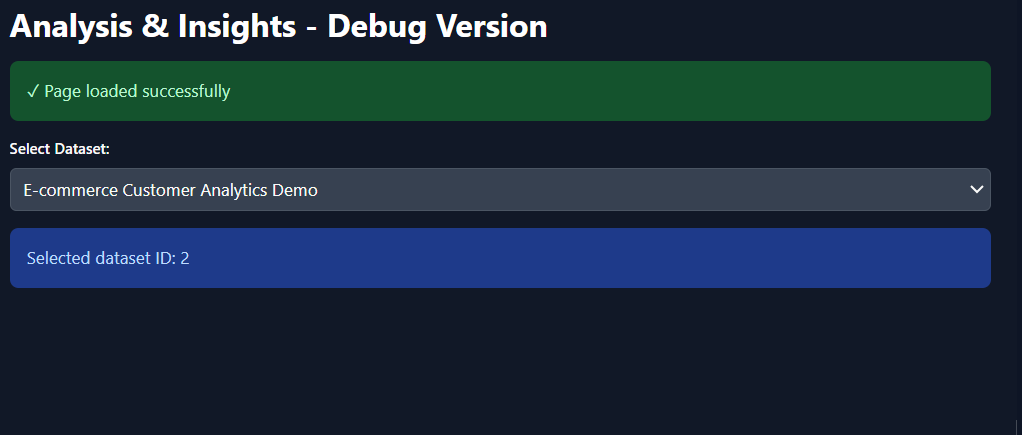 Analysis & Insights - Debug Version
✓ Page loaded successfully
Select Dataset:
E-commerce Customer Analytics Demo
Selected dataset ID: 2